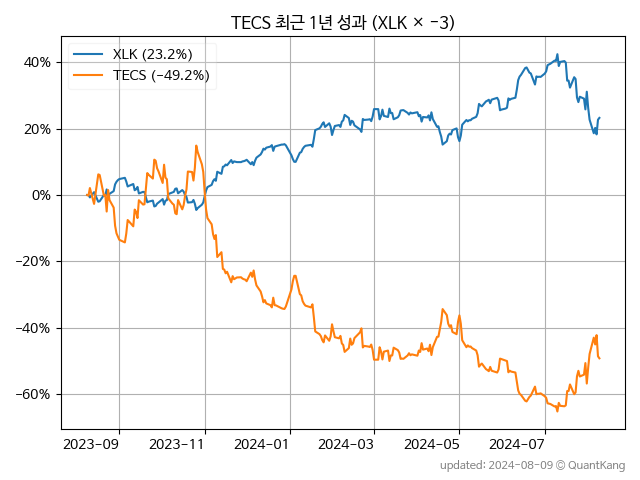 TECS 최근 1년 성과 (XLK × −3)
XLK (23.2%)
TECS (−49.2%)
40%
20%
0%
−20%
−40%
−60%
2023-09 2023-11 2024-01 2024-03 2024-05 2024-07
updated: 2024-08-09 © QuantKang